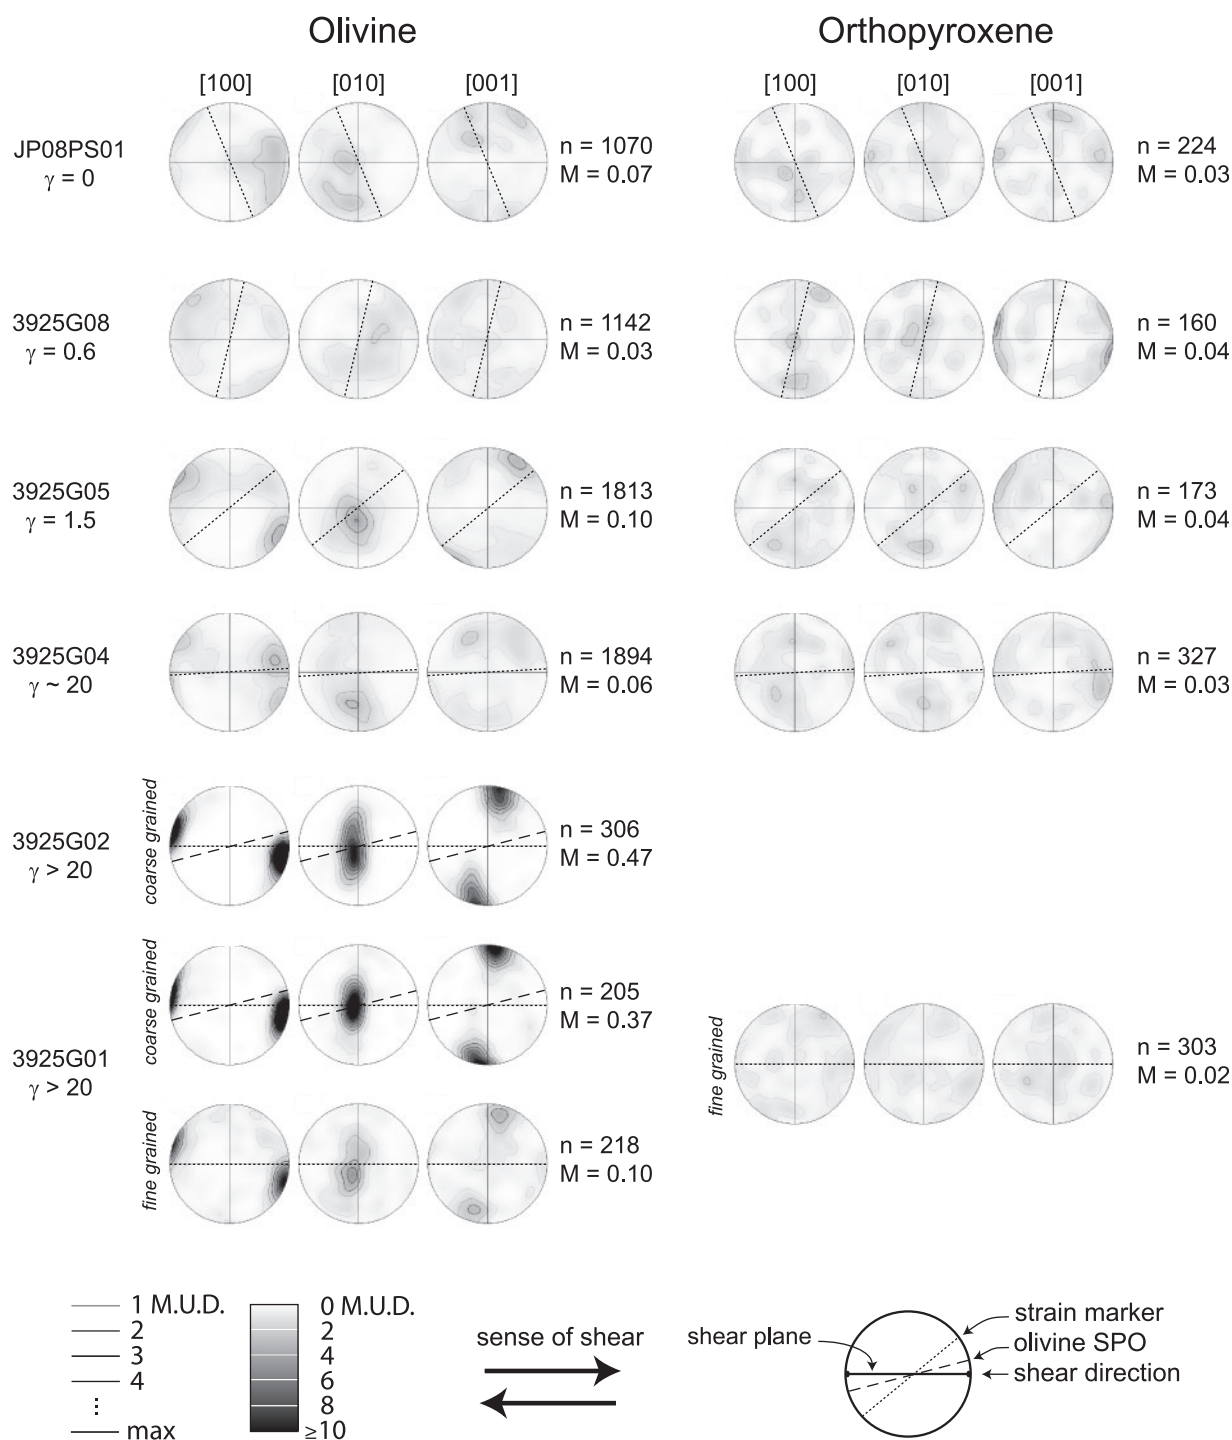 Olivine
Orthopyroxene
[100] [010] [001]
[100] [010] [001]
JP08PS01
γ = 0
n = 1070
M = 0.07
n = 224
M = 0.03
3925G08
γ = 0.6
n = 1142
M = 0.03
n = 160
M = 0.04
3925G05
γ = 1.5
n = 1813
M = 0.10
n = 173
M = 0.04
3925G04
γ ~ 20
n = 1894
M = 0.06
n = 327
M = 0.03
3925G02
γ > 20
coarse grained
n = 306
M = 0.47
3925G01
γ > 20
coarse grained
n = 205
M = 0.37
fine grained
n = 218
M = 0.10
fine grained
n = 303
M = 0.02
1 M.U.D.
2
3
4
⋮
max
0 M.U.D.
2
4
6
8
≥10
sense of shear
shear plane
strain marker
olivine SPO
shear direction